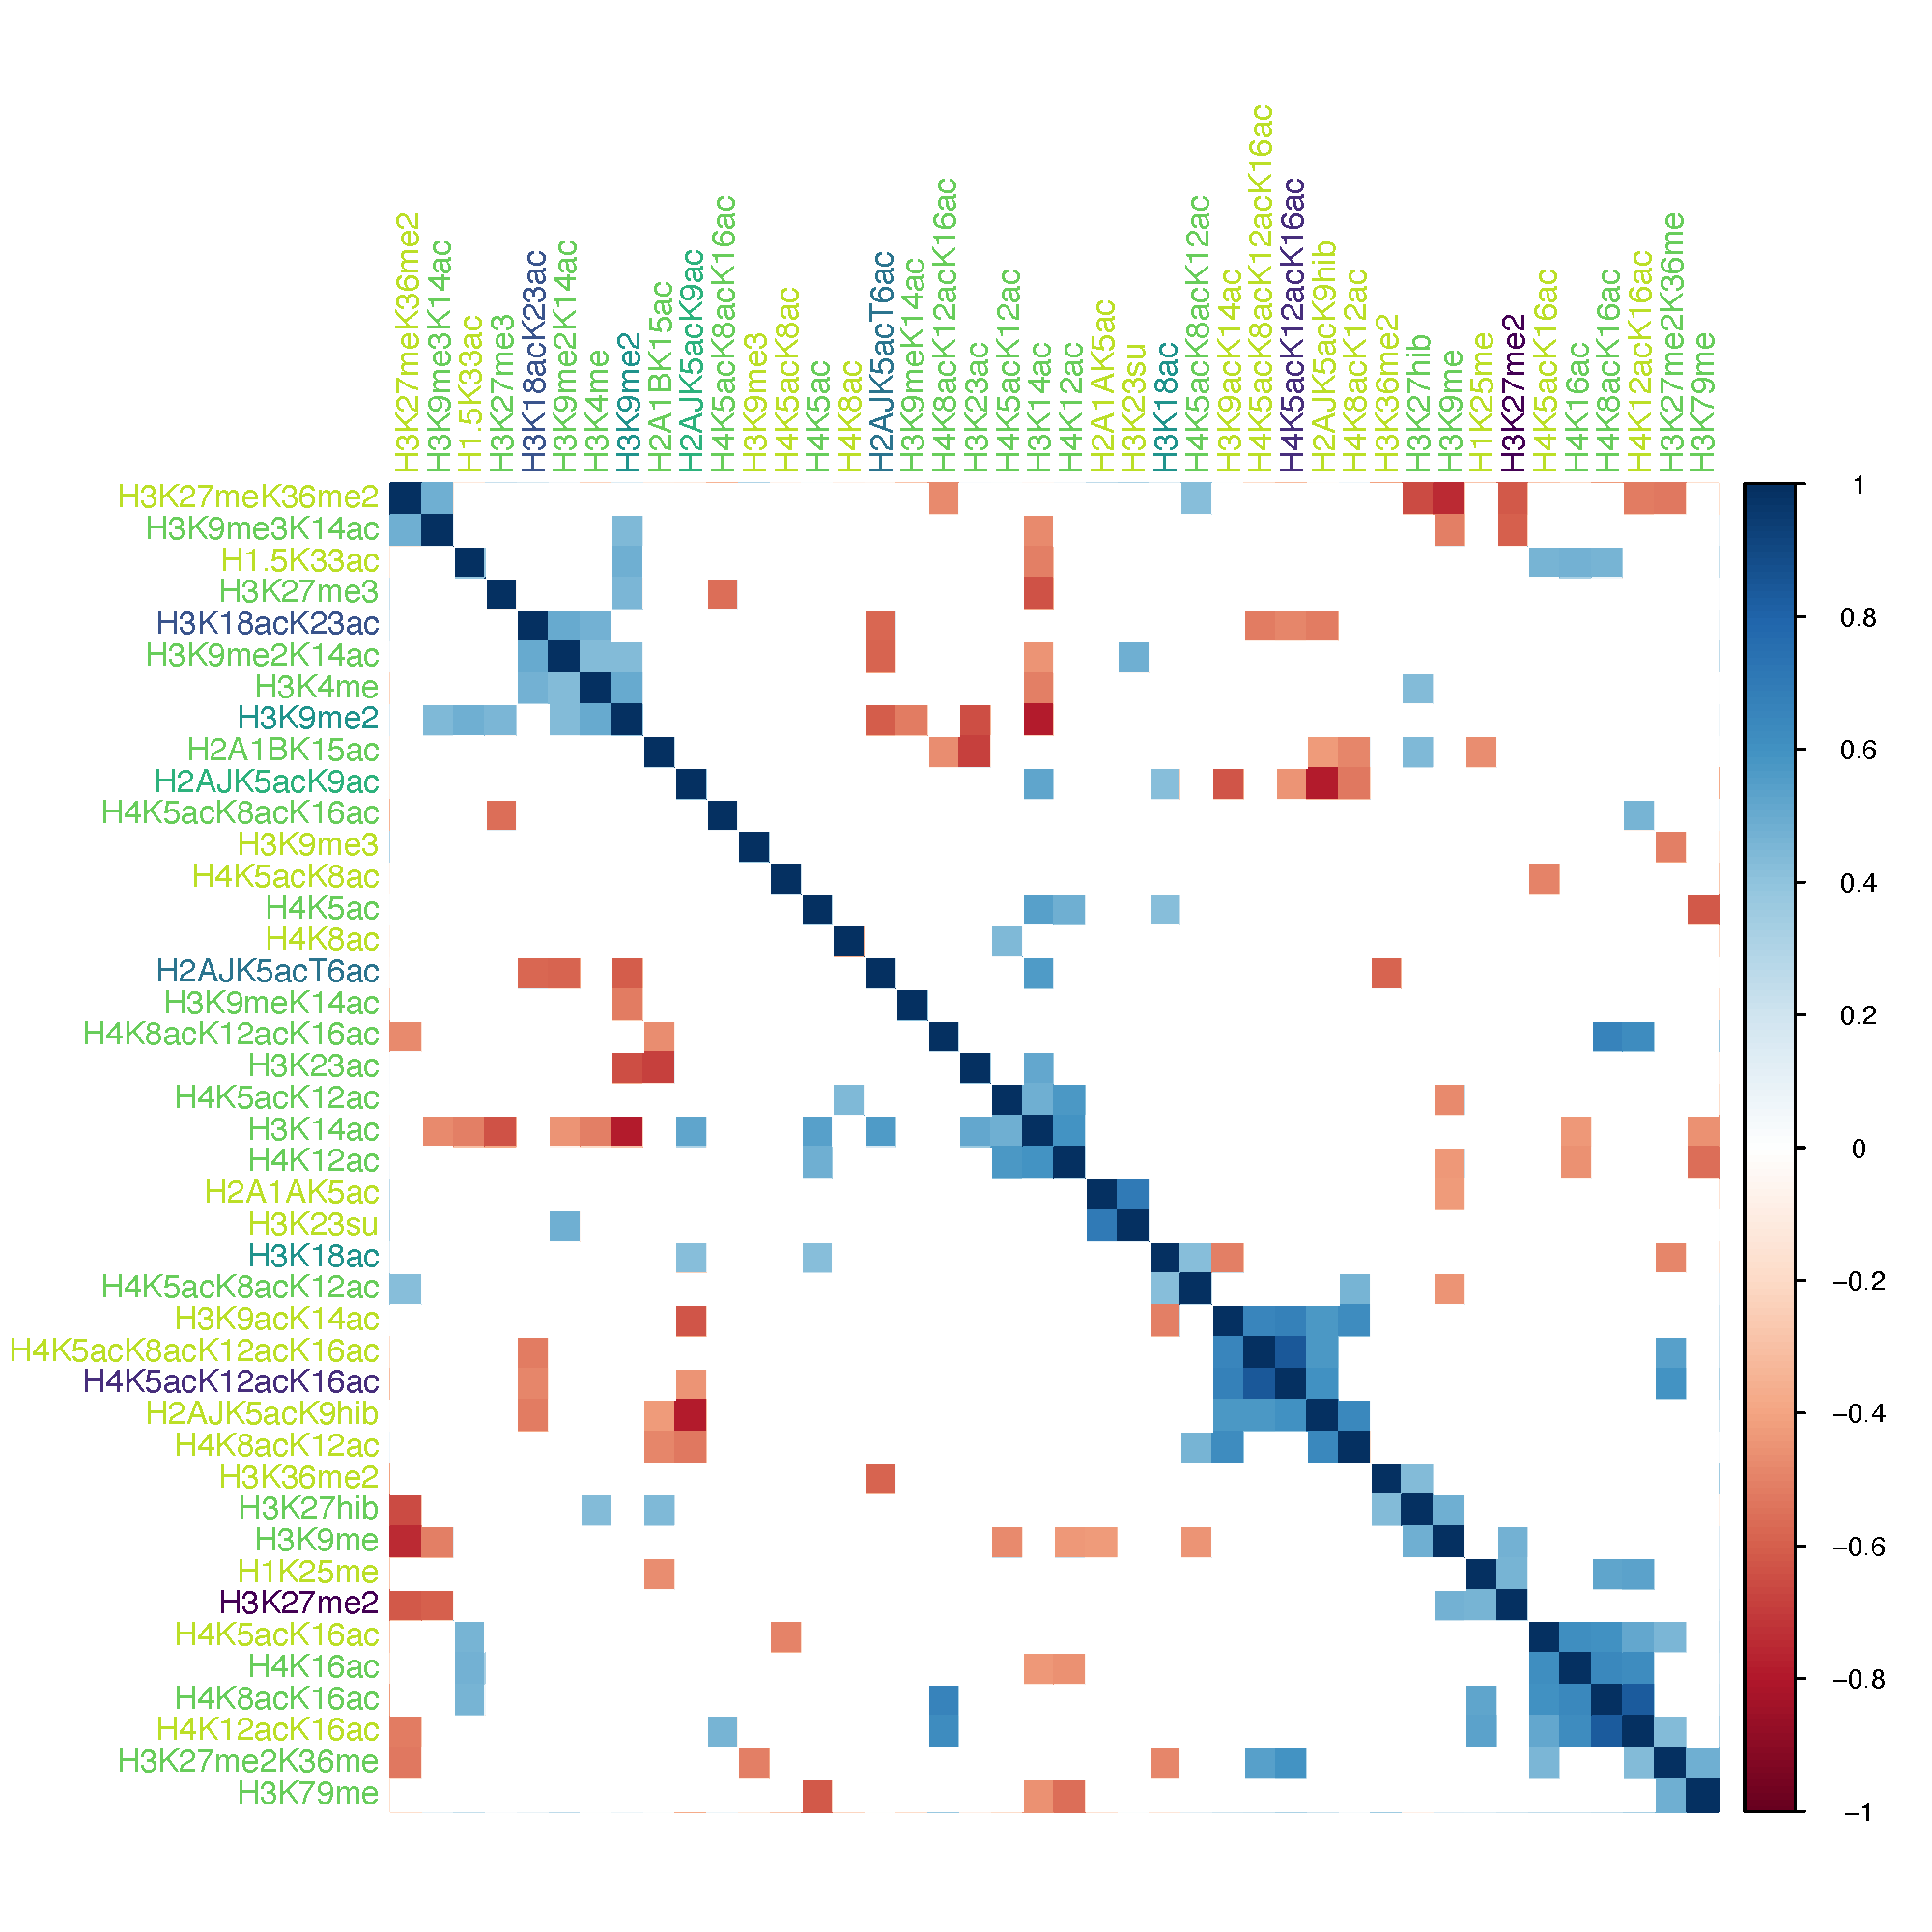 H3K27meK36me2
H3K9me3K14ac
H1.5K33ac
H3K27me3
H3K18acK23ac
H3K9me2K14ac
H3K4me
H3K9me2
H2A1BK15ac
H2AJK5acK9ac
H4K5acK8acK16ac
H3K9me3
H4K5acK8ac
H4K5ac
H4K8ac
H2AJK5acT6ac
H3K9meK14ac
H4K8acK12acK16ac
H3K23ac
H4K5acK12ac
H3K14ac
H4K12ac
H2A1AK5ac
H3K23su
H3K18ac
H4K5acK8acK12ac
H3K9acK14ac
H4K5acK8acK12acK16ac
H4K5acK12acK16ac
H2AJK5acK9hib
H4K8acK12ac
H3K36me2
H3K27hib
H3K9me
H1K25me
H3K27me2
H4K5acK16ac
H4K16ac
H4K8acK16ac
H4K12acK16ac
H3K27me2K36me
H3K79me
H3K27meK36me2
H3K9me3K14ac
H1.5K33ac
H3K27me3
H3K18acK23ac
H3K9me2K14ac
H3K4me
H3K9me2
H2A1BK15ac
H2AJK5acK9ac
H4K5acK8acK16ac
H3K9me3
H4K5acK8ac
H4K5ac
H4K8ac
H2AJK5acT6ac
H3K9meK14ac
H4K8acK12acK16ac
H3K23ac
H4K5acK12ac
H3K14ac
H4K12ac
H2A1AK5ac
H3K23su
H3K18ac
H4K5acK8acK12ac
H3K9acK14ac
H4K5acK8acK12acK16ac
H4K5acK12acK16ac
H2AJK5acK9hib
H4K8acK12ac
H3K36me2
H3K27hib
H3K9me
H1K25me
H3K27me2
H4K5acK16ac
H4K16ac
H4K8acK16ac
H4K12acK16ac
H3K27me2K36me
H3K79me
1
0.8
0.6
0.4
0.2
0
−0.2
−0.4
−0.6
−0.8
−1